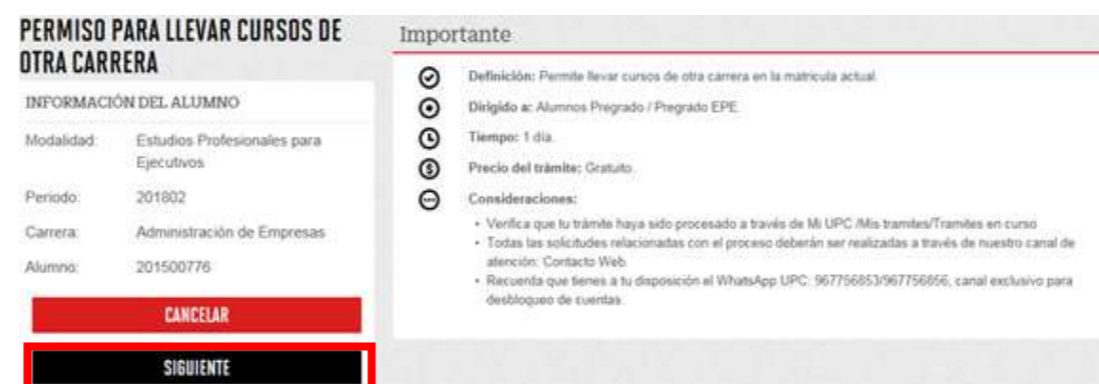 PERMISO PARA LLEVAR CURSOS DE
OTRA CARRERA
INFORMACIÓN DEL ALUMNO
Modalidad: Estudios Profesionales para
Ejecutivos
Periodo: 201802
Carrera: Administración de Empresas
Alumno: 201500776
CANCELAR
SIGUIENTE
Importante
Definición: Permite llevar cursos de otra carrera en la matricula actual.
Dirigido a: Alumnos Pregrado / Pregrado EPE.
Tiempo: 1 día.
Precio del trámite: Gratuito.
Consideraciones:
• Verifica que tu trámite haya sido procesado a través de Mi UPC /Mis tramites/Tramites en curso
• Todas las solicitudes relacionadas con el proceso deberán ser realizadas a través de nuestro canal de
atención: Contacto Web.
• Recuerda que tienes a tu disposición el WhatsApp UPC: 967756853/967756856, canal exclusivo para
desbloqueo de cuentas.